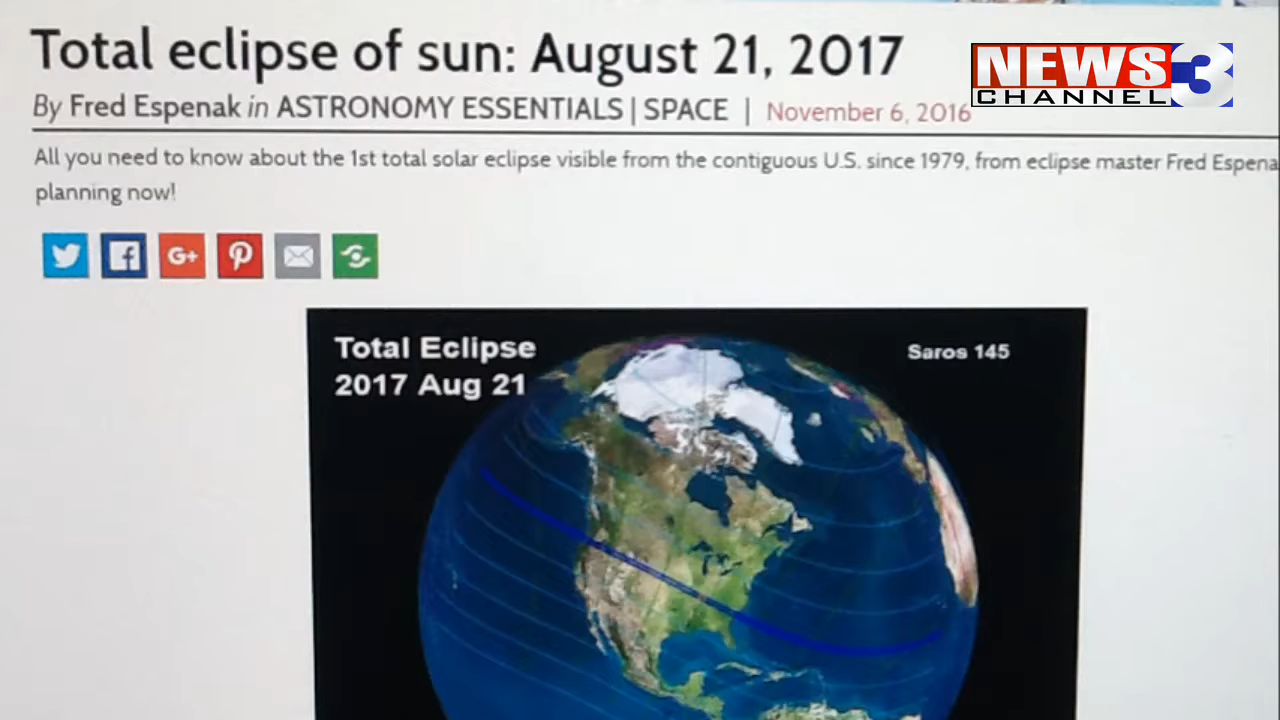 Total eclipse of sun: August 21, 2017
NEWS 3
CHANNEL
By Fred Espenak in ASTRONOMY ESSENTIALS | SPACE | November 6, 2016
All you need to know about the 1st total solar eclipse visible from the contiguous U.S. since 1979, from eclipse master Fred Espena
planning now!
G+
Total Eclipse
2017 Aug 21
Saros 145